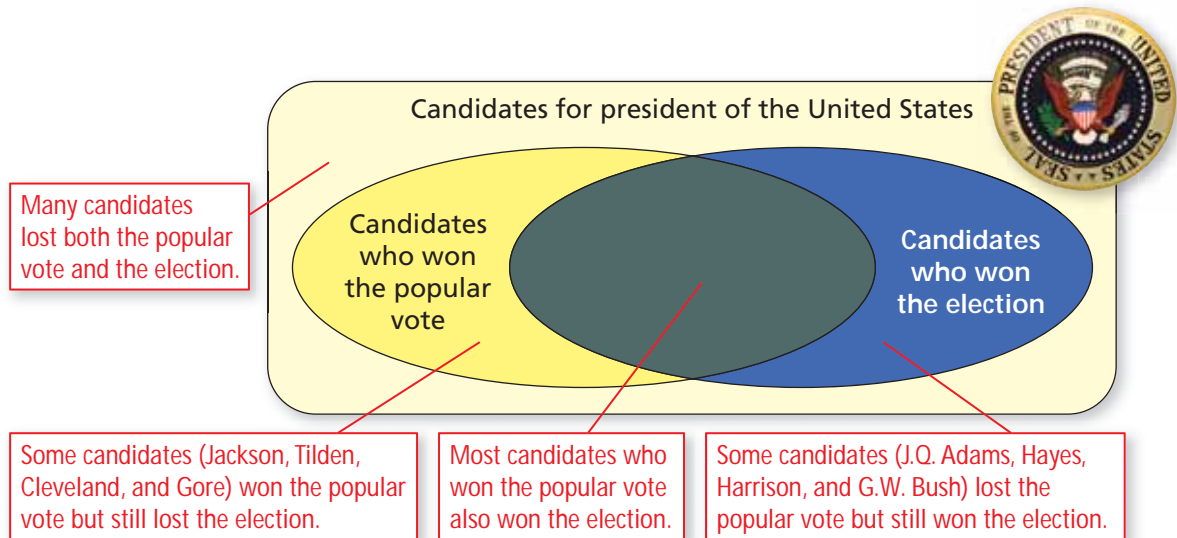 Candidates for president of the United States
SEAL OF THE PRESIDENT OF THE UNITED STATES
Many candidates
lost both the popular
vote and the election.
Candidates
who won
the popular
vote
Candidates
who won
the election
Some candidates (Jackson, Tilden,
Cleveland, and Gore) won the popular
vote but still lost the election.
Most candidates who
won the popular vote
also won the election.
Some candidates (J.Q. Adams, Hayes,
Harrison, and G.W. Bush) lost the
popular vote but still won the election.